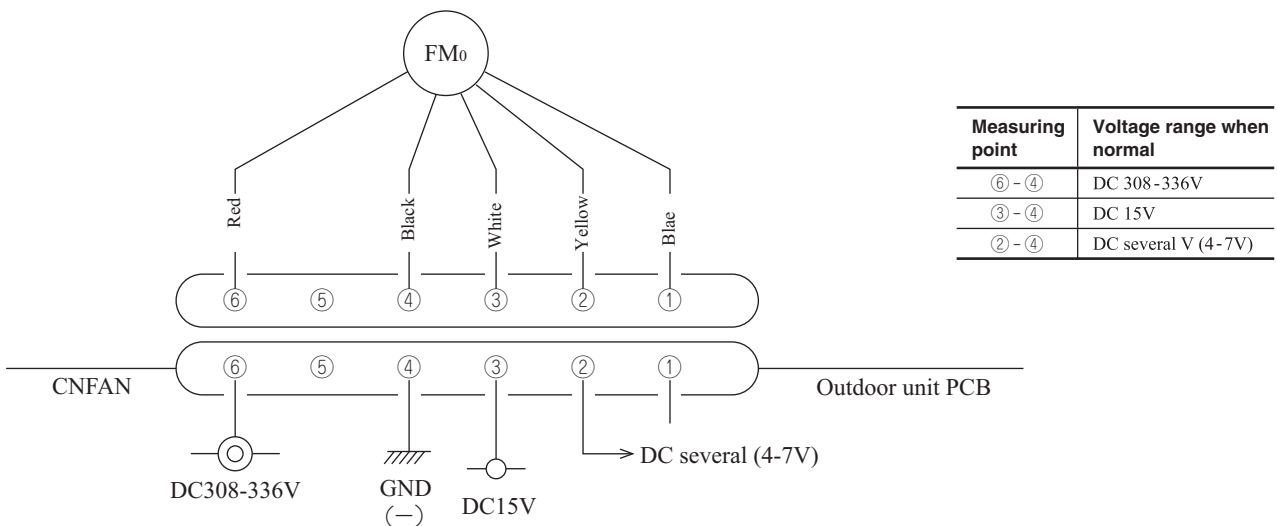 FM0
Red
Black
White
Yellow
Blae
⑥ ⑤ ④ ③ ② ①
⑥ ⑤ ④ ③ ② ①
CNFAN
Outdoor unit PCB
DC308-336V
GND
(−)
DC15V
DC several (4-7V)
Measuring point Voltage range when normal
⑥-④ DC 308-336V
③-④ DC 15V
②-④ DC several V (4-7V)